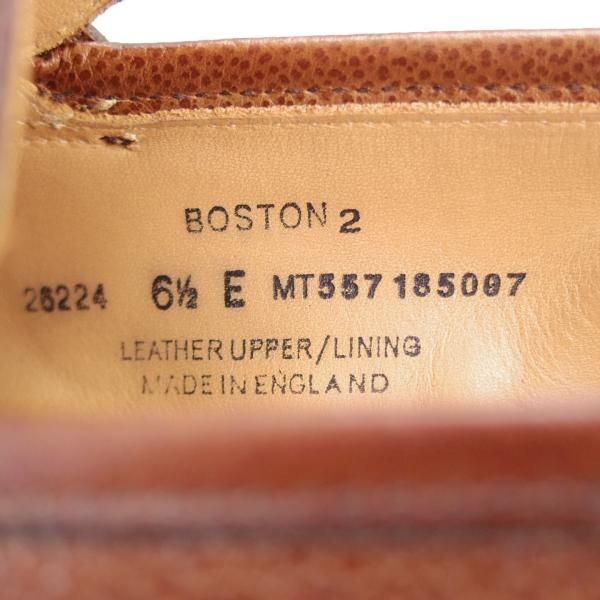 BOSTON 2
26224 6½ E MT557185097
LEATHER UPPER/LINING
MADE IN ENGLAND